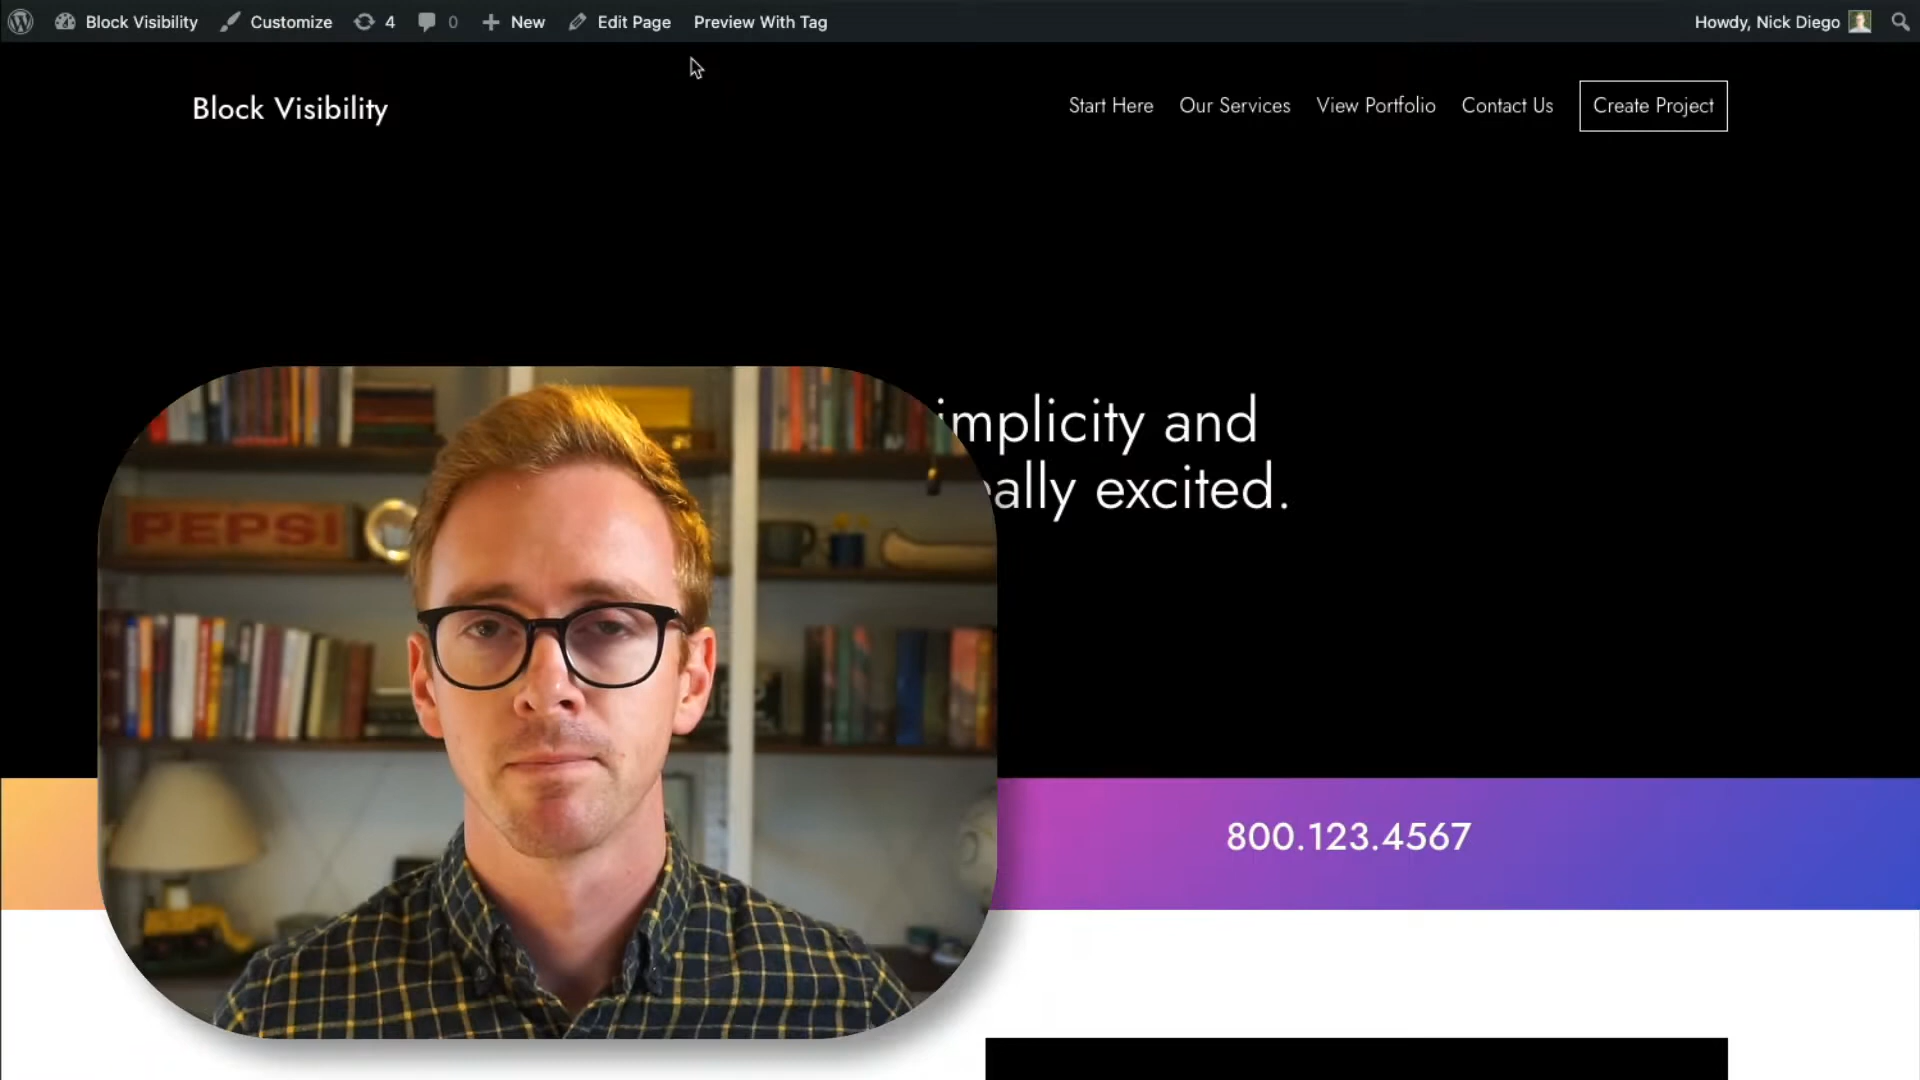 Block Visibility Customize 4 0 New Edit Page Preview With Tag Howdy, Nick Diego
Block Visibility
Start Here Our Services View Portfolio Contact Us Create Project
implicity and
eally excited.
PEPSI
800.123.4567